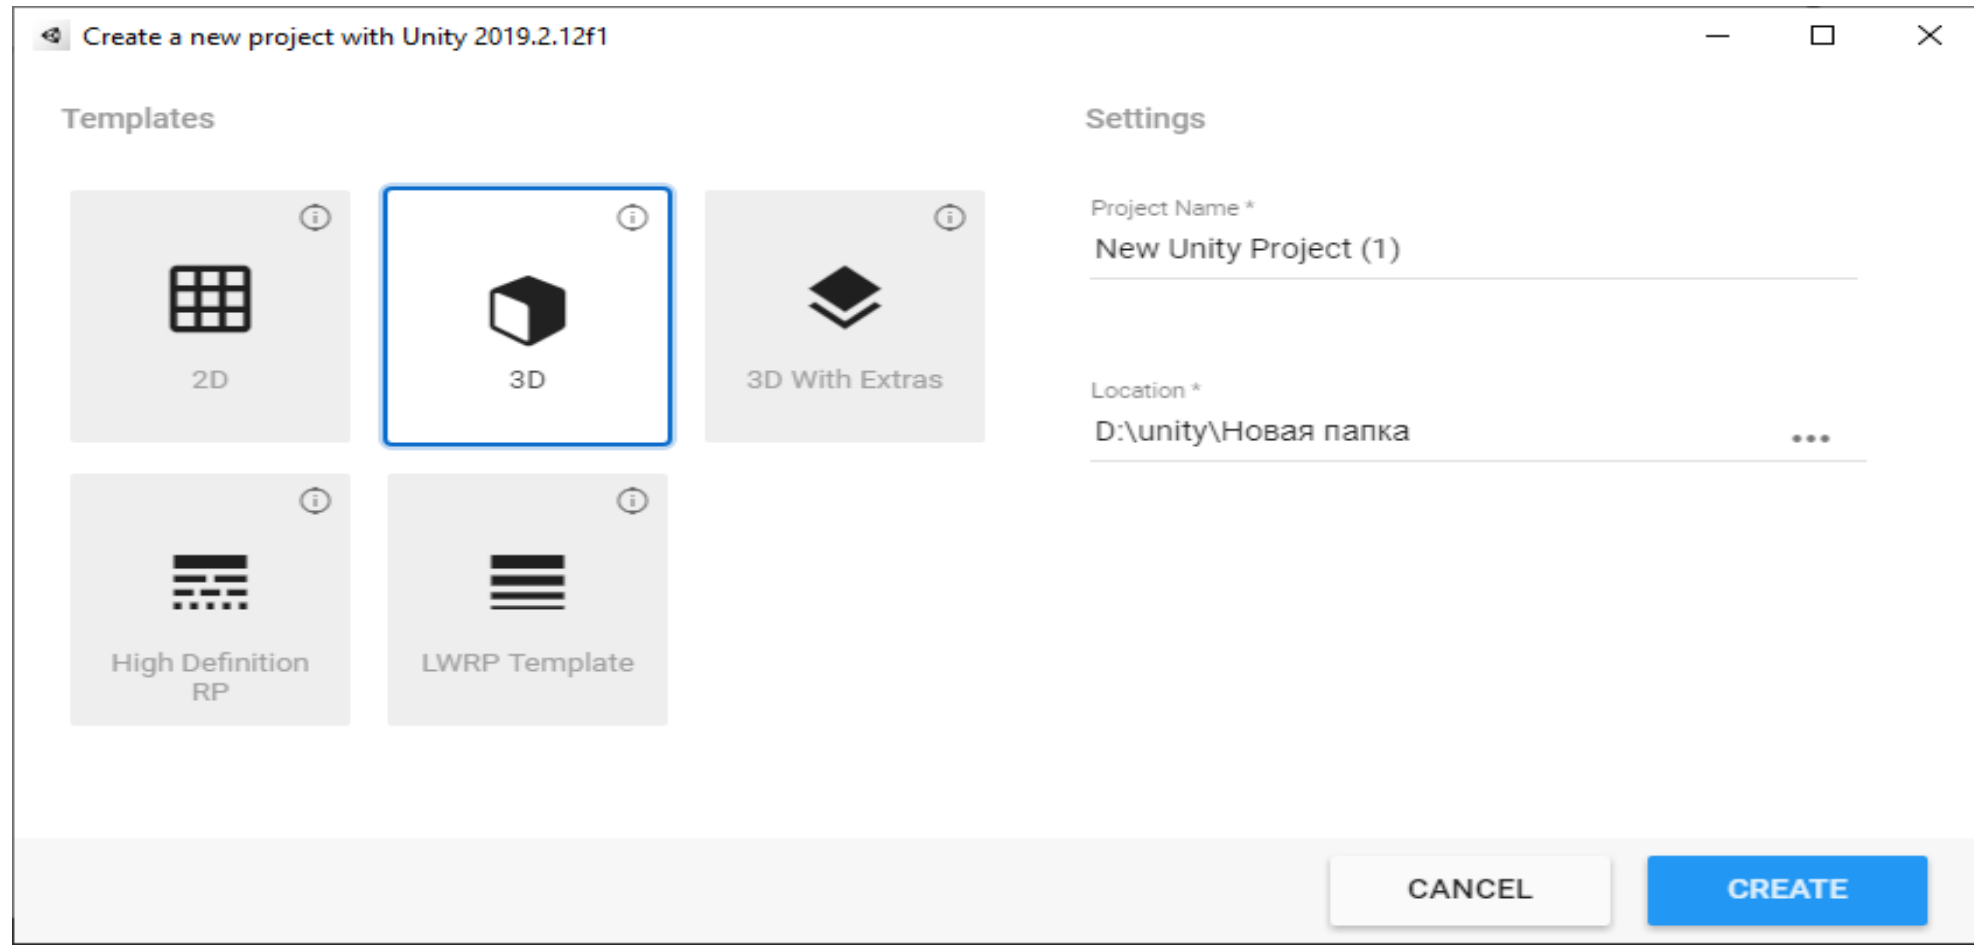 Create a new project with Unity 2019.2.12f1
Templates
2D
3D
3D With Extras
High Definition
RP
LWRP Template
Settings
Project Name *
New Unity Project (1)
Location *
D:\unity\Новая папка
CANCEL
CREATE